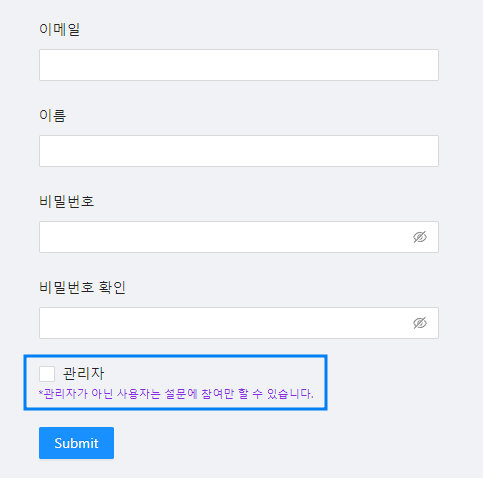 이메일
이름
비밀번호
비밀번호 확인
관리자
*관리자가 아닌 사용자는 설문에 참여만 할 수 있습니다.
Submit